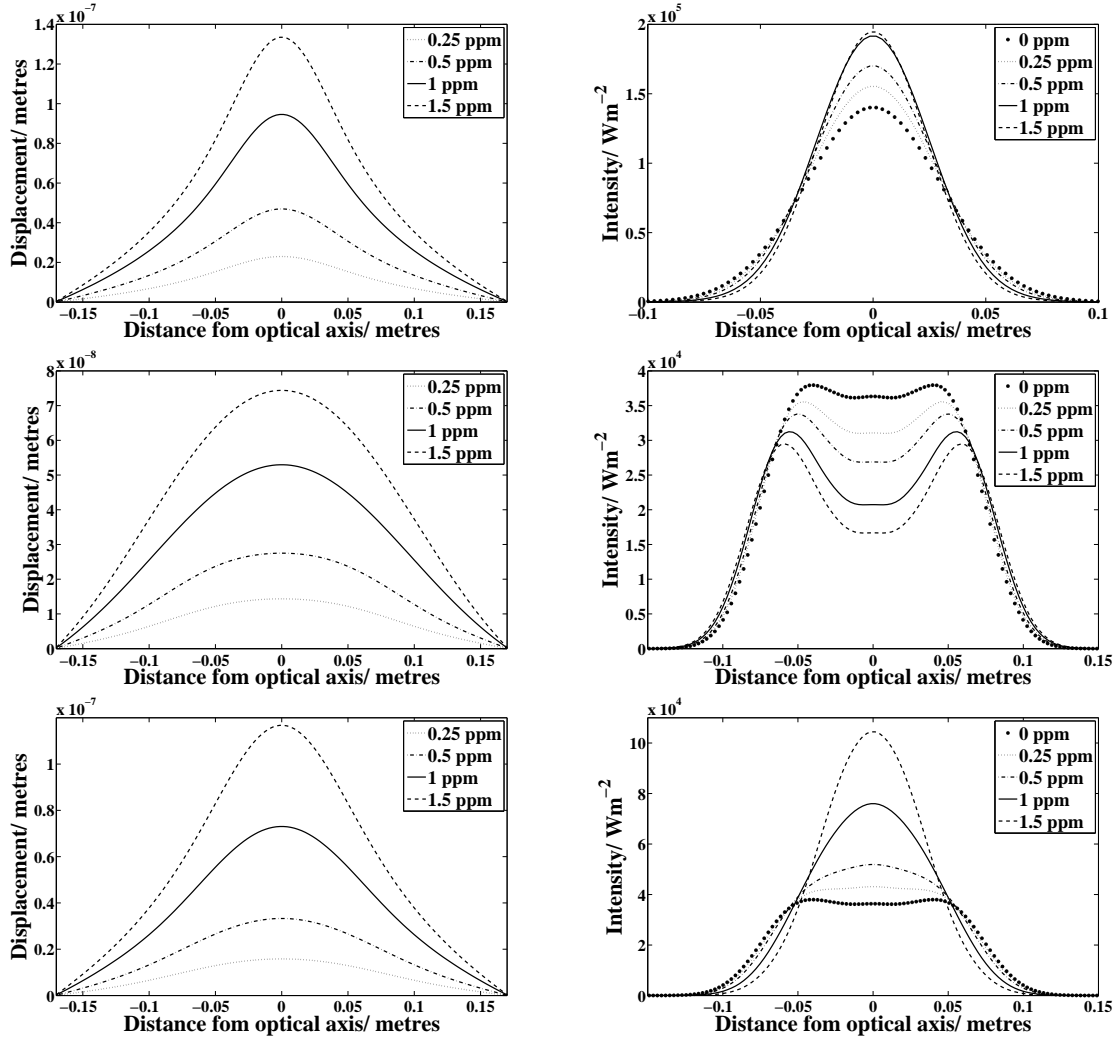 x 10^−7
1.4
1.2
1
0.8
0.6
0.4
0.2
0
Displacement/ metres
−0.15 −0.1 −0.05 0 0.05 0.1 0.15
Distance fom optical axis/ metres
0.25 ppm
0.5 ppm
1 ppm
1.5 ppm
x 10^5
2
1.5
1
0.5
0
Intensity/ Wm^−2
−0.1 −0.05 0 0.05 0.1
Distance fom optical axis/ metres
0 ppm
0.25 ppm
0.5 ppm
1 ppm
1.5 ppm
x 10^−8
8
7
6
5
4
3
2
1
0
Displacement/ metres
−0.15 −0.1 −0.05 0 0.05 0.1 0.15
Distance fom optical axis/ metres
0.25 ppm
0.5 ppm
1 ppm
1.5 ppm
x 10^4
4
3.5
3
2.5
2
1.5
1
0.5
0
Intensity/ Wm^−2
−0.1 −0.05 0 0.05 0.1 0.15
Distance fom optical axis/ metres
0 ppm
0.25 ppm
0.5 ppm
1 ppm
1.5 ppm
x 10^−7
1
0.8
0.6
0.4
0.2
0
Displacement/ metres
−0.15 −0.1 −0.05 0 0.05 0.1 0.15
Distance fom optical axis/ metres
0.25 ppm
0.5 ppm
1 ppm
1.5 ppm
x 10^4
10
8
6
4
2
0
Intensity/ Wm^−2
−0.1 −0.05 0 0.05 0.1 0.15
Distance fom optical axis/ metres
0 ppm
0.25 ppm
0.5 ppm
1 ppm
1.5 ppm